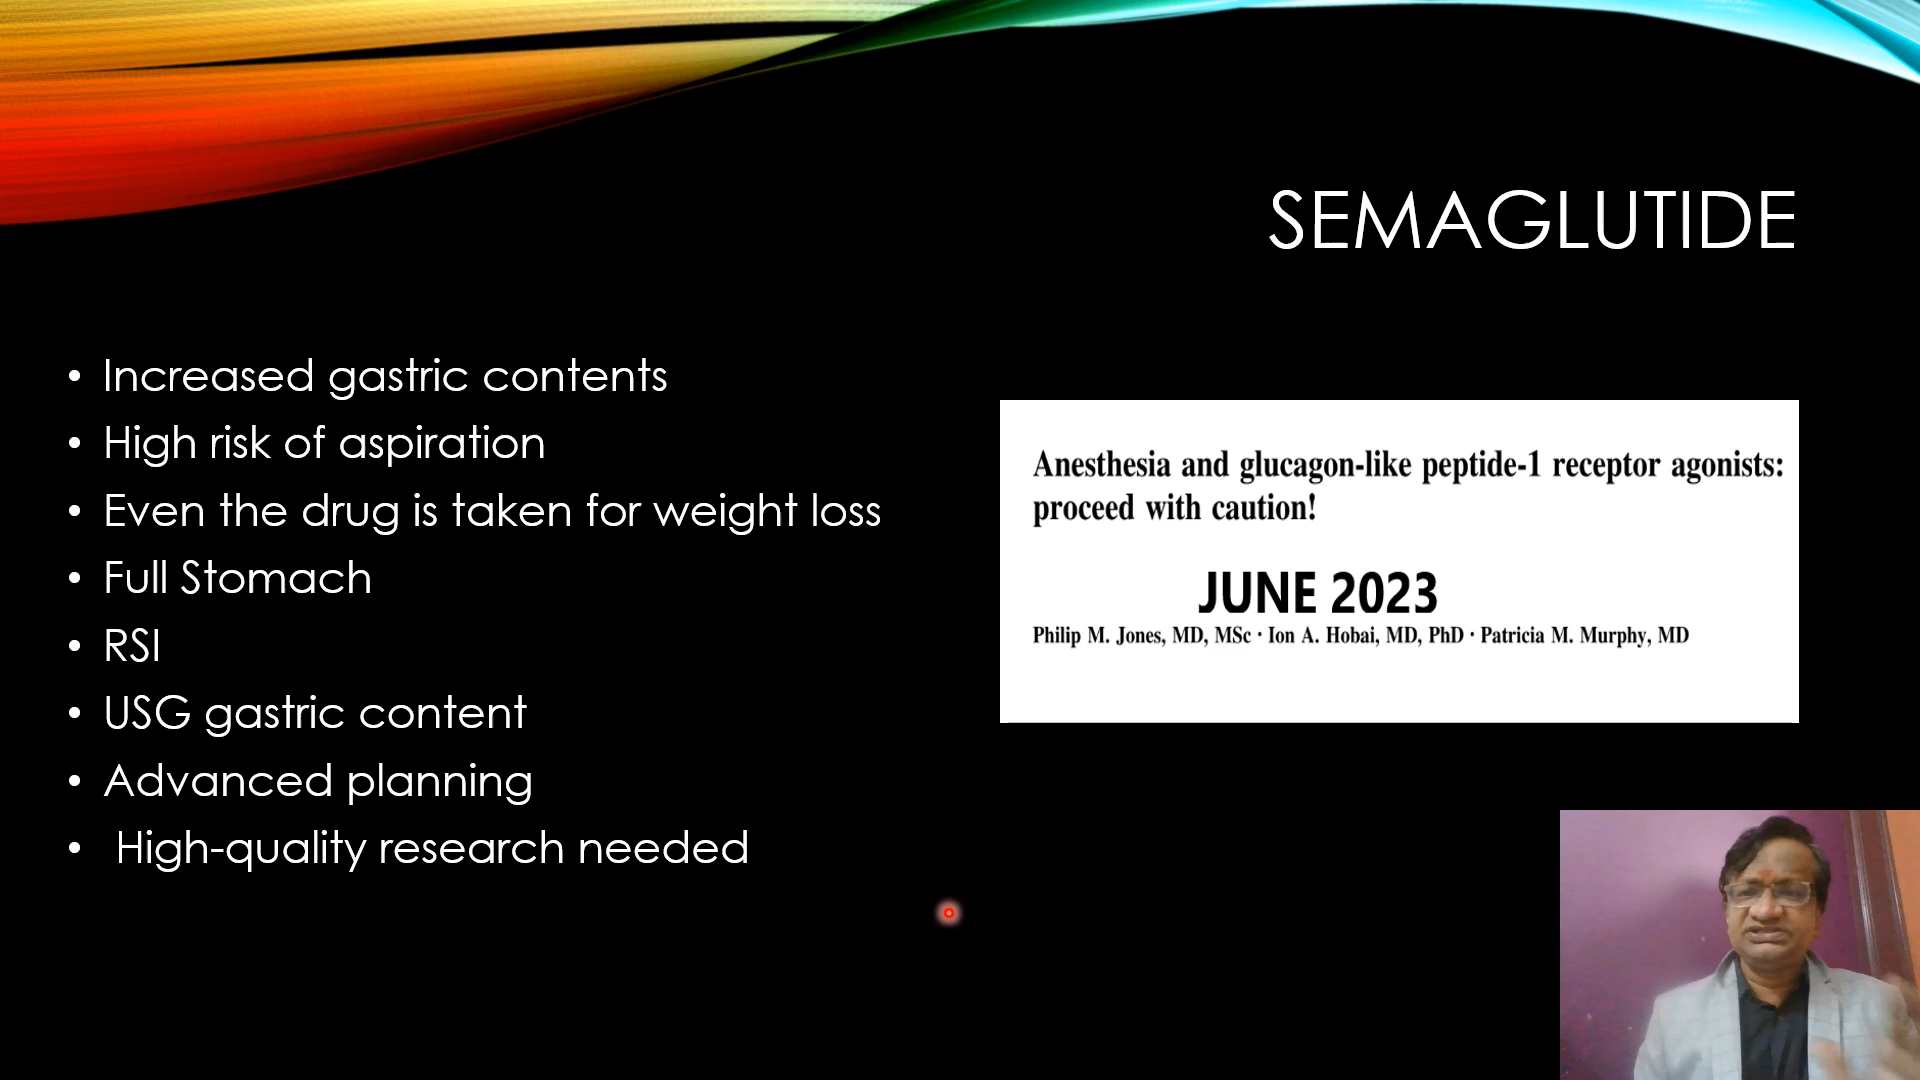 SEMAGLUTIDE
• Increased gastric contents
• High risk of aspiration
• Even the drug is taken for weight loss
• Full Stomach
• RSI
• USG gastric content
• Advanced planning
• High-quality research needed
Anesthesia and glucagon-like peptide-1 receptor agonists:
proceed with caution!
JUNE 2023
Philip M. Jones, MD, MSc · Ion A. Hobai, MD, PhD · Patricia M. Murphy, MD